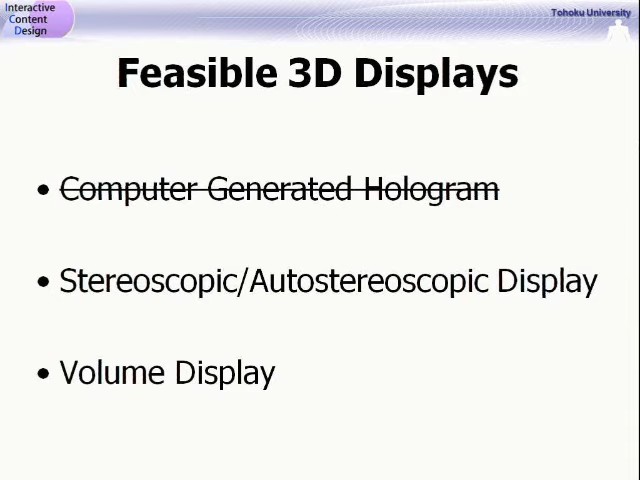 Interactive
Content
Design
Tohoku University
Feasible 3D Displays
• Computer Generated Hologram
• Stereoscopic/Autostereoscopic Display
• Volume Display